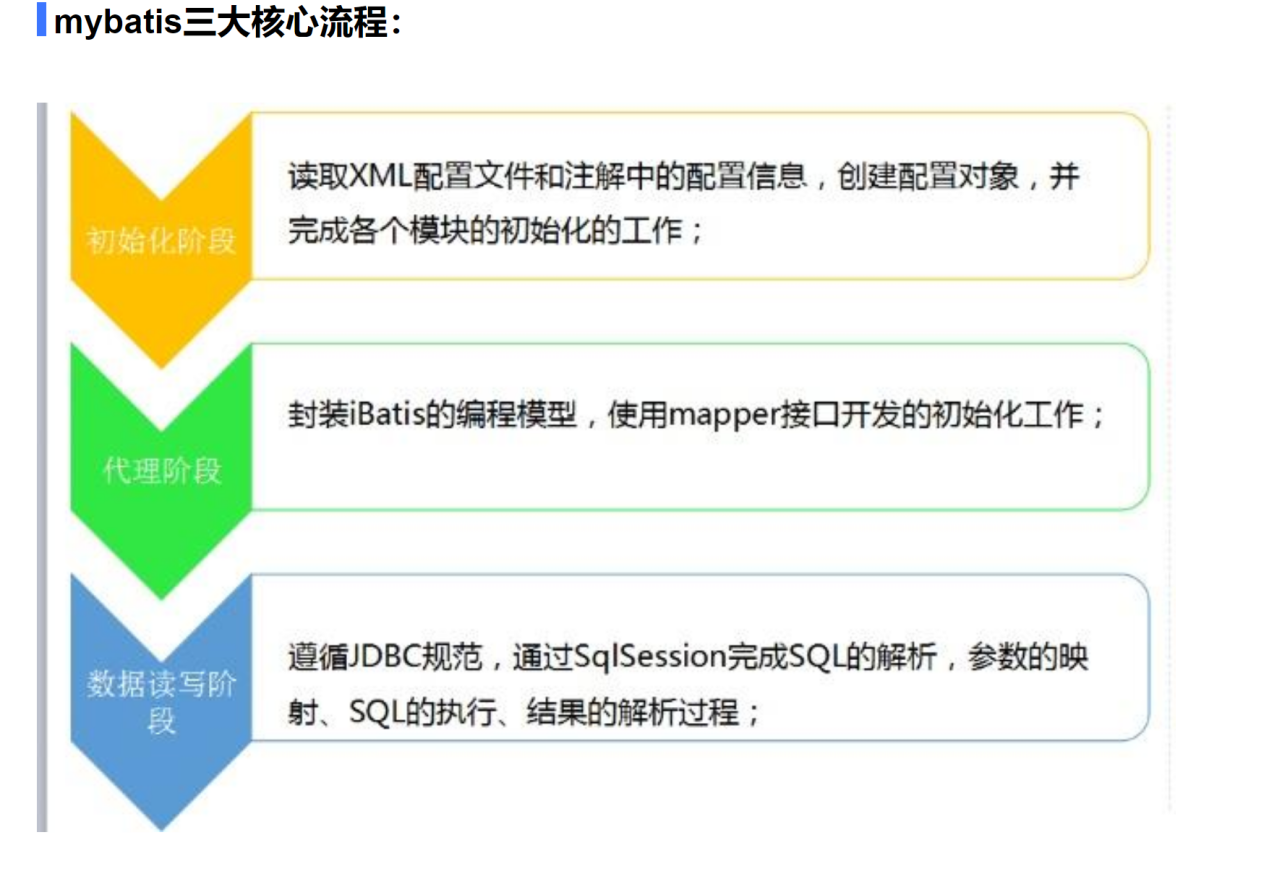 mybatis三大核心流程：
初始化阶段
读取XML配置文件和注解中的配置信息，创建配置对象，并
完成各个模块的初始化的工作；
代理阶段
封装iBatis的编程模型，使用mapper接口开发的初始化工作；
数据读写阶
段
遵循JDBC规范，通过SqlSession完成SQL的解析，参数的映
射、SQL的执行、结果的解析过程；